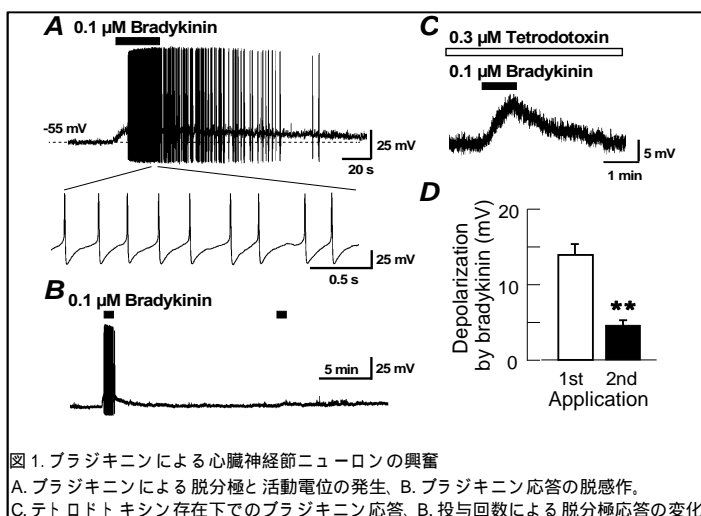 A
0.1 µM Bradykinin
-55 mV
25 mV
20 s
25 mV
0.5 s
B
0.1 µM Bradykinin
5 min
25 mV
C
0.3 µM Tetrodotoxin
0.1 µM Bradykinin
5 mV
1 min
D
Depolarization
by bradykinin (mV)
20
10
0
**
1st 2nd
Application
図 1. ブラジキニンによる心臓神経節ニューロンの興奮
A. ブラジキニンによる脱分極と活動電位の発生、B. ブラジキニン応答の脱感作。
C. テトロドトキシン存在下でのブラジキニン応答、B. 投与回数による脱分極応答の変化